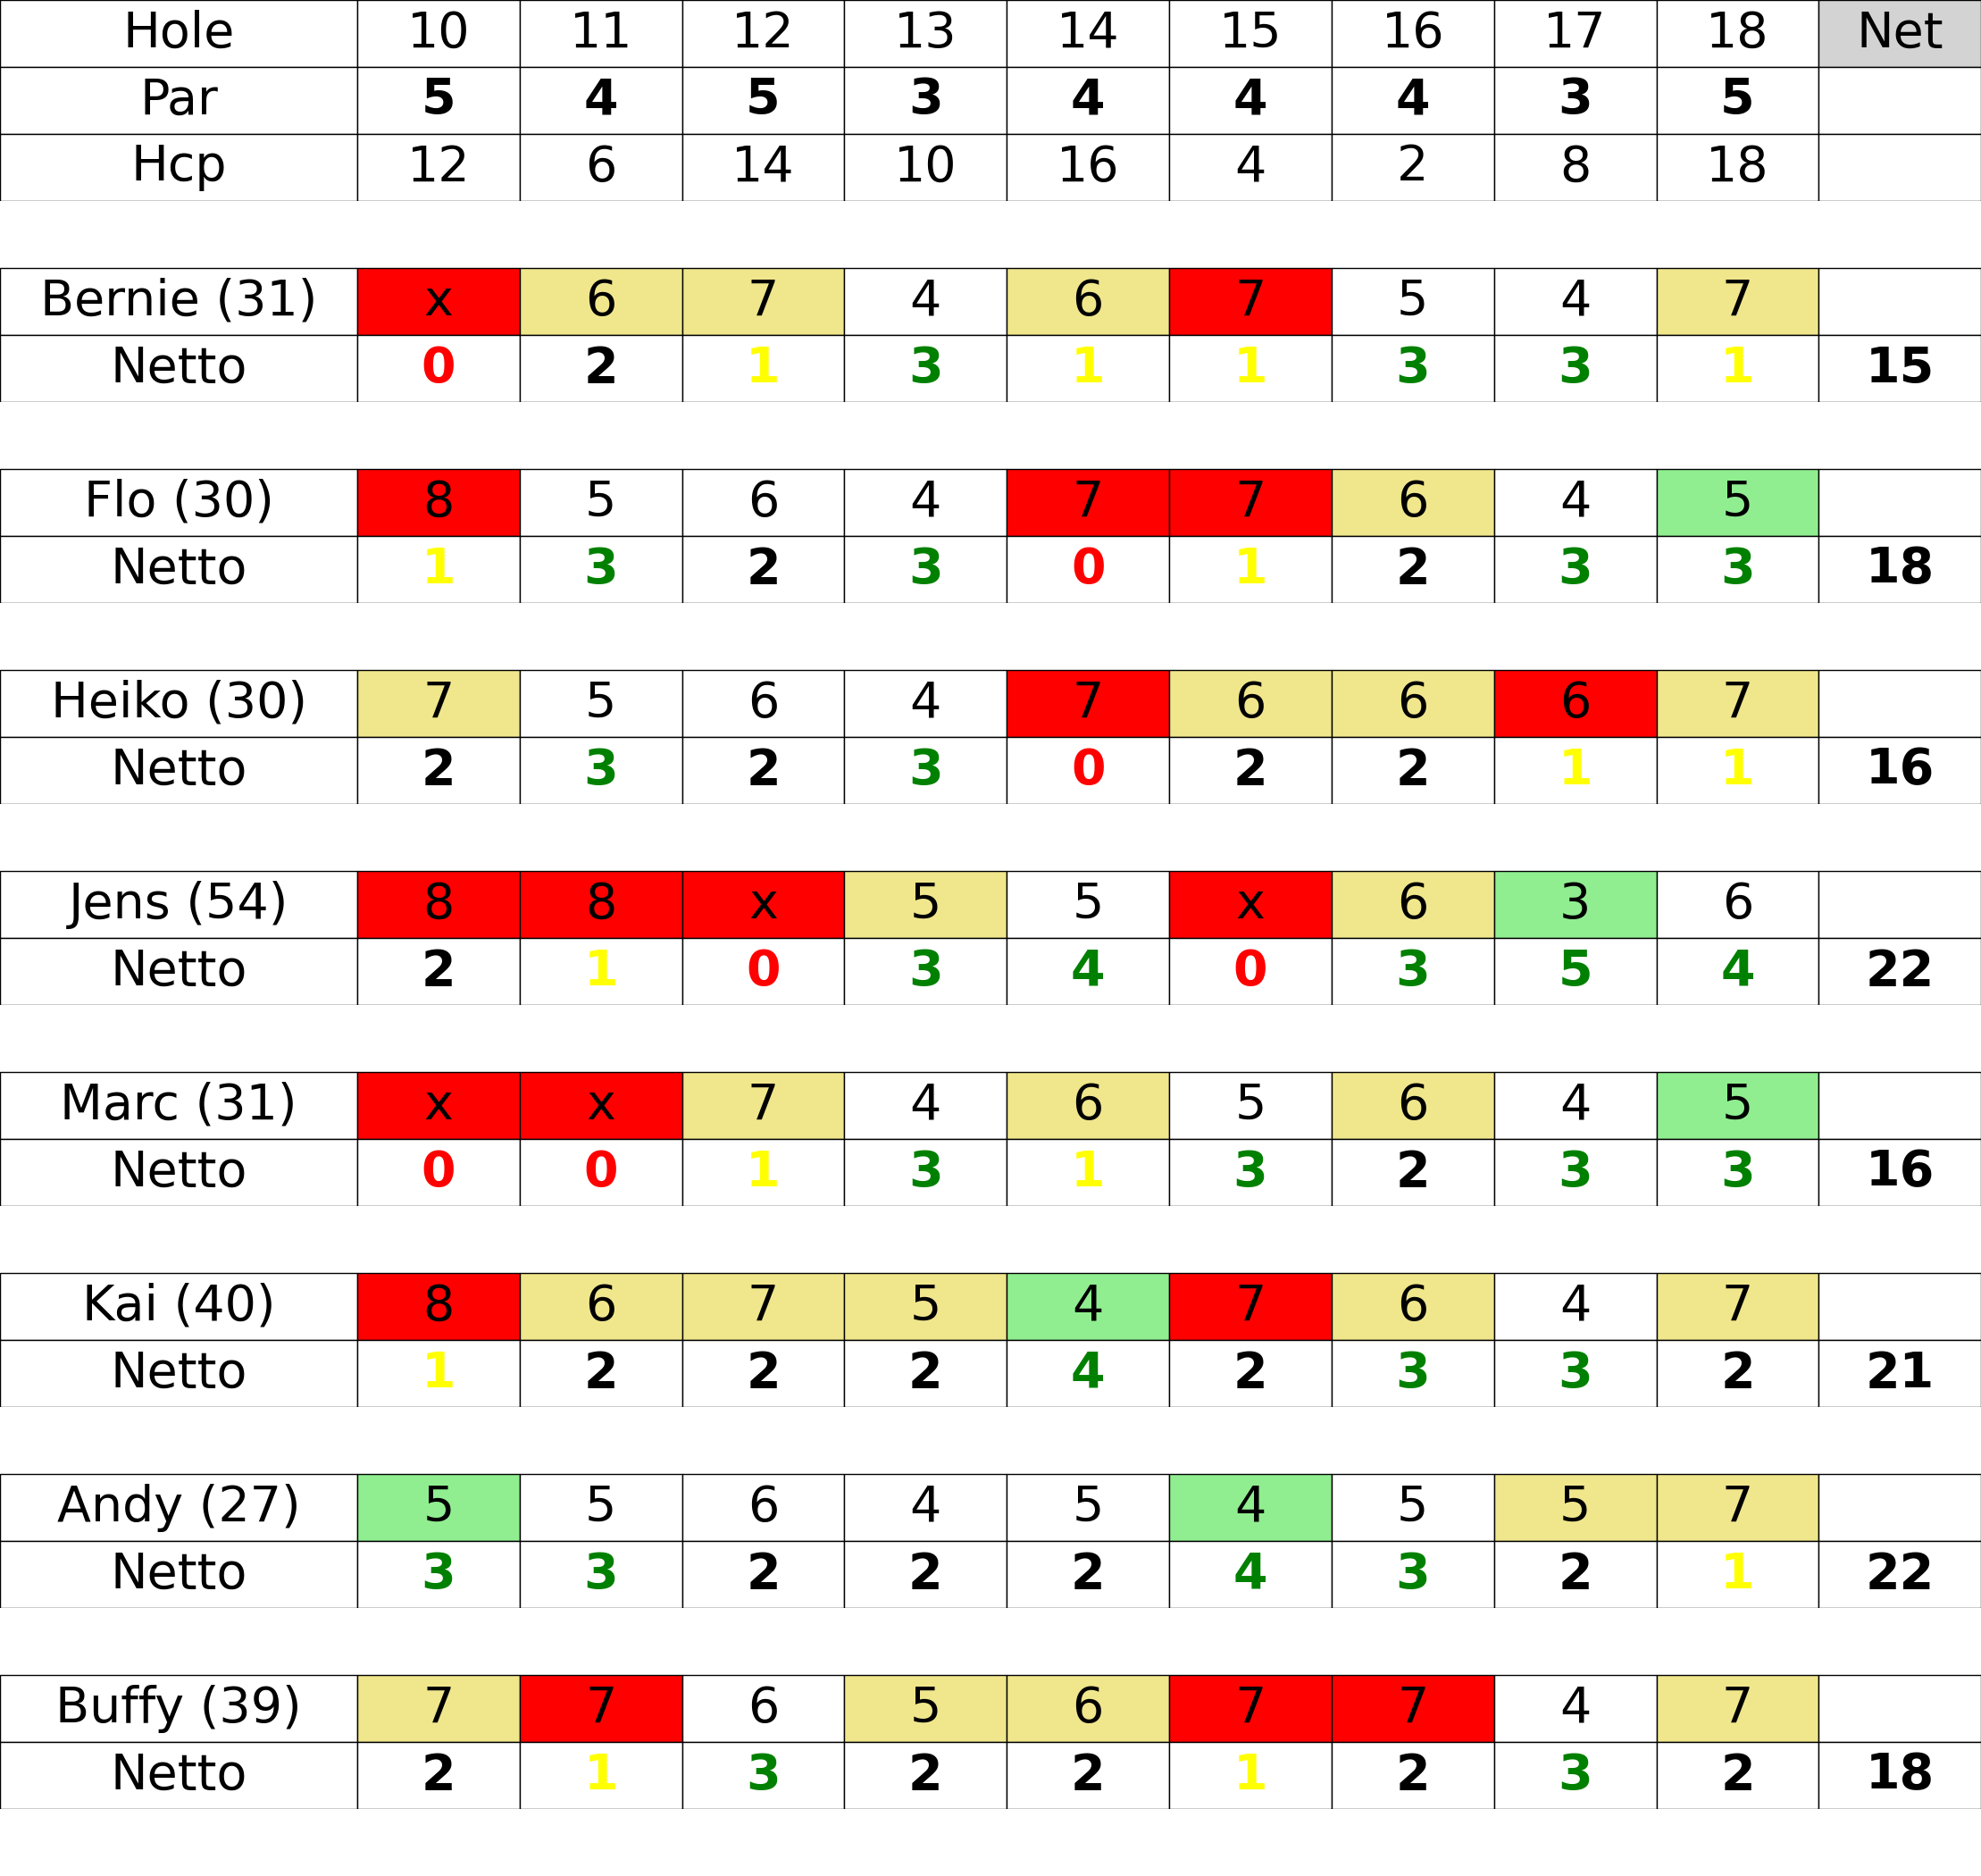 Hole 10 11 12 13 14 15 16 17 18 Net
Par 5 4 5 3 4 4 4 3 5
Hcp 12 6 14 10 16 4 2 8 18
Bernie (31) x 6 7 4 6 7 5 4 7
Netto 0 2 1 3 1 1 3 3 1 15
Flo (30) 8 5 6 4 7 7 6 4 5
Netto 1 3 2 3 0 1 2 3 3 18
Heiko (30) 7 5 6 4 7 6 6 6 7
Netto 2 3 2 3 0 2 2 1 1 16
Jens (54) 8 8 x 5 5 x 6 3 6
Netto 2 1 0 3 4 0 3 5 4 22
Marc (31) x x 7 4 6 5 6 4 5
Netto 0 0 1 3 1 3 2 3 3 16
Kai (40) 8 6 7 5 4 7 6 4 7
Netto 1 2 2 2 4 2 3 3 2 21
Andy (27) 5 5 6 4 5 4 5 5 7
Netto 3 3 2 2 2 4 3 2 1 22
Buffy (39) 7 7 6 5 6 7 7 4 7
Netto 2 1 3 2 2 1 2 3 2 18